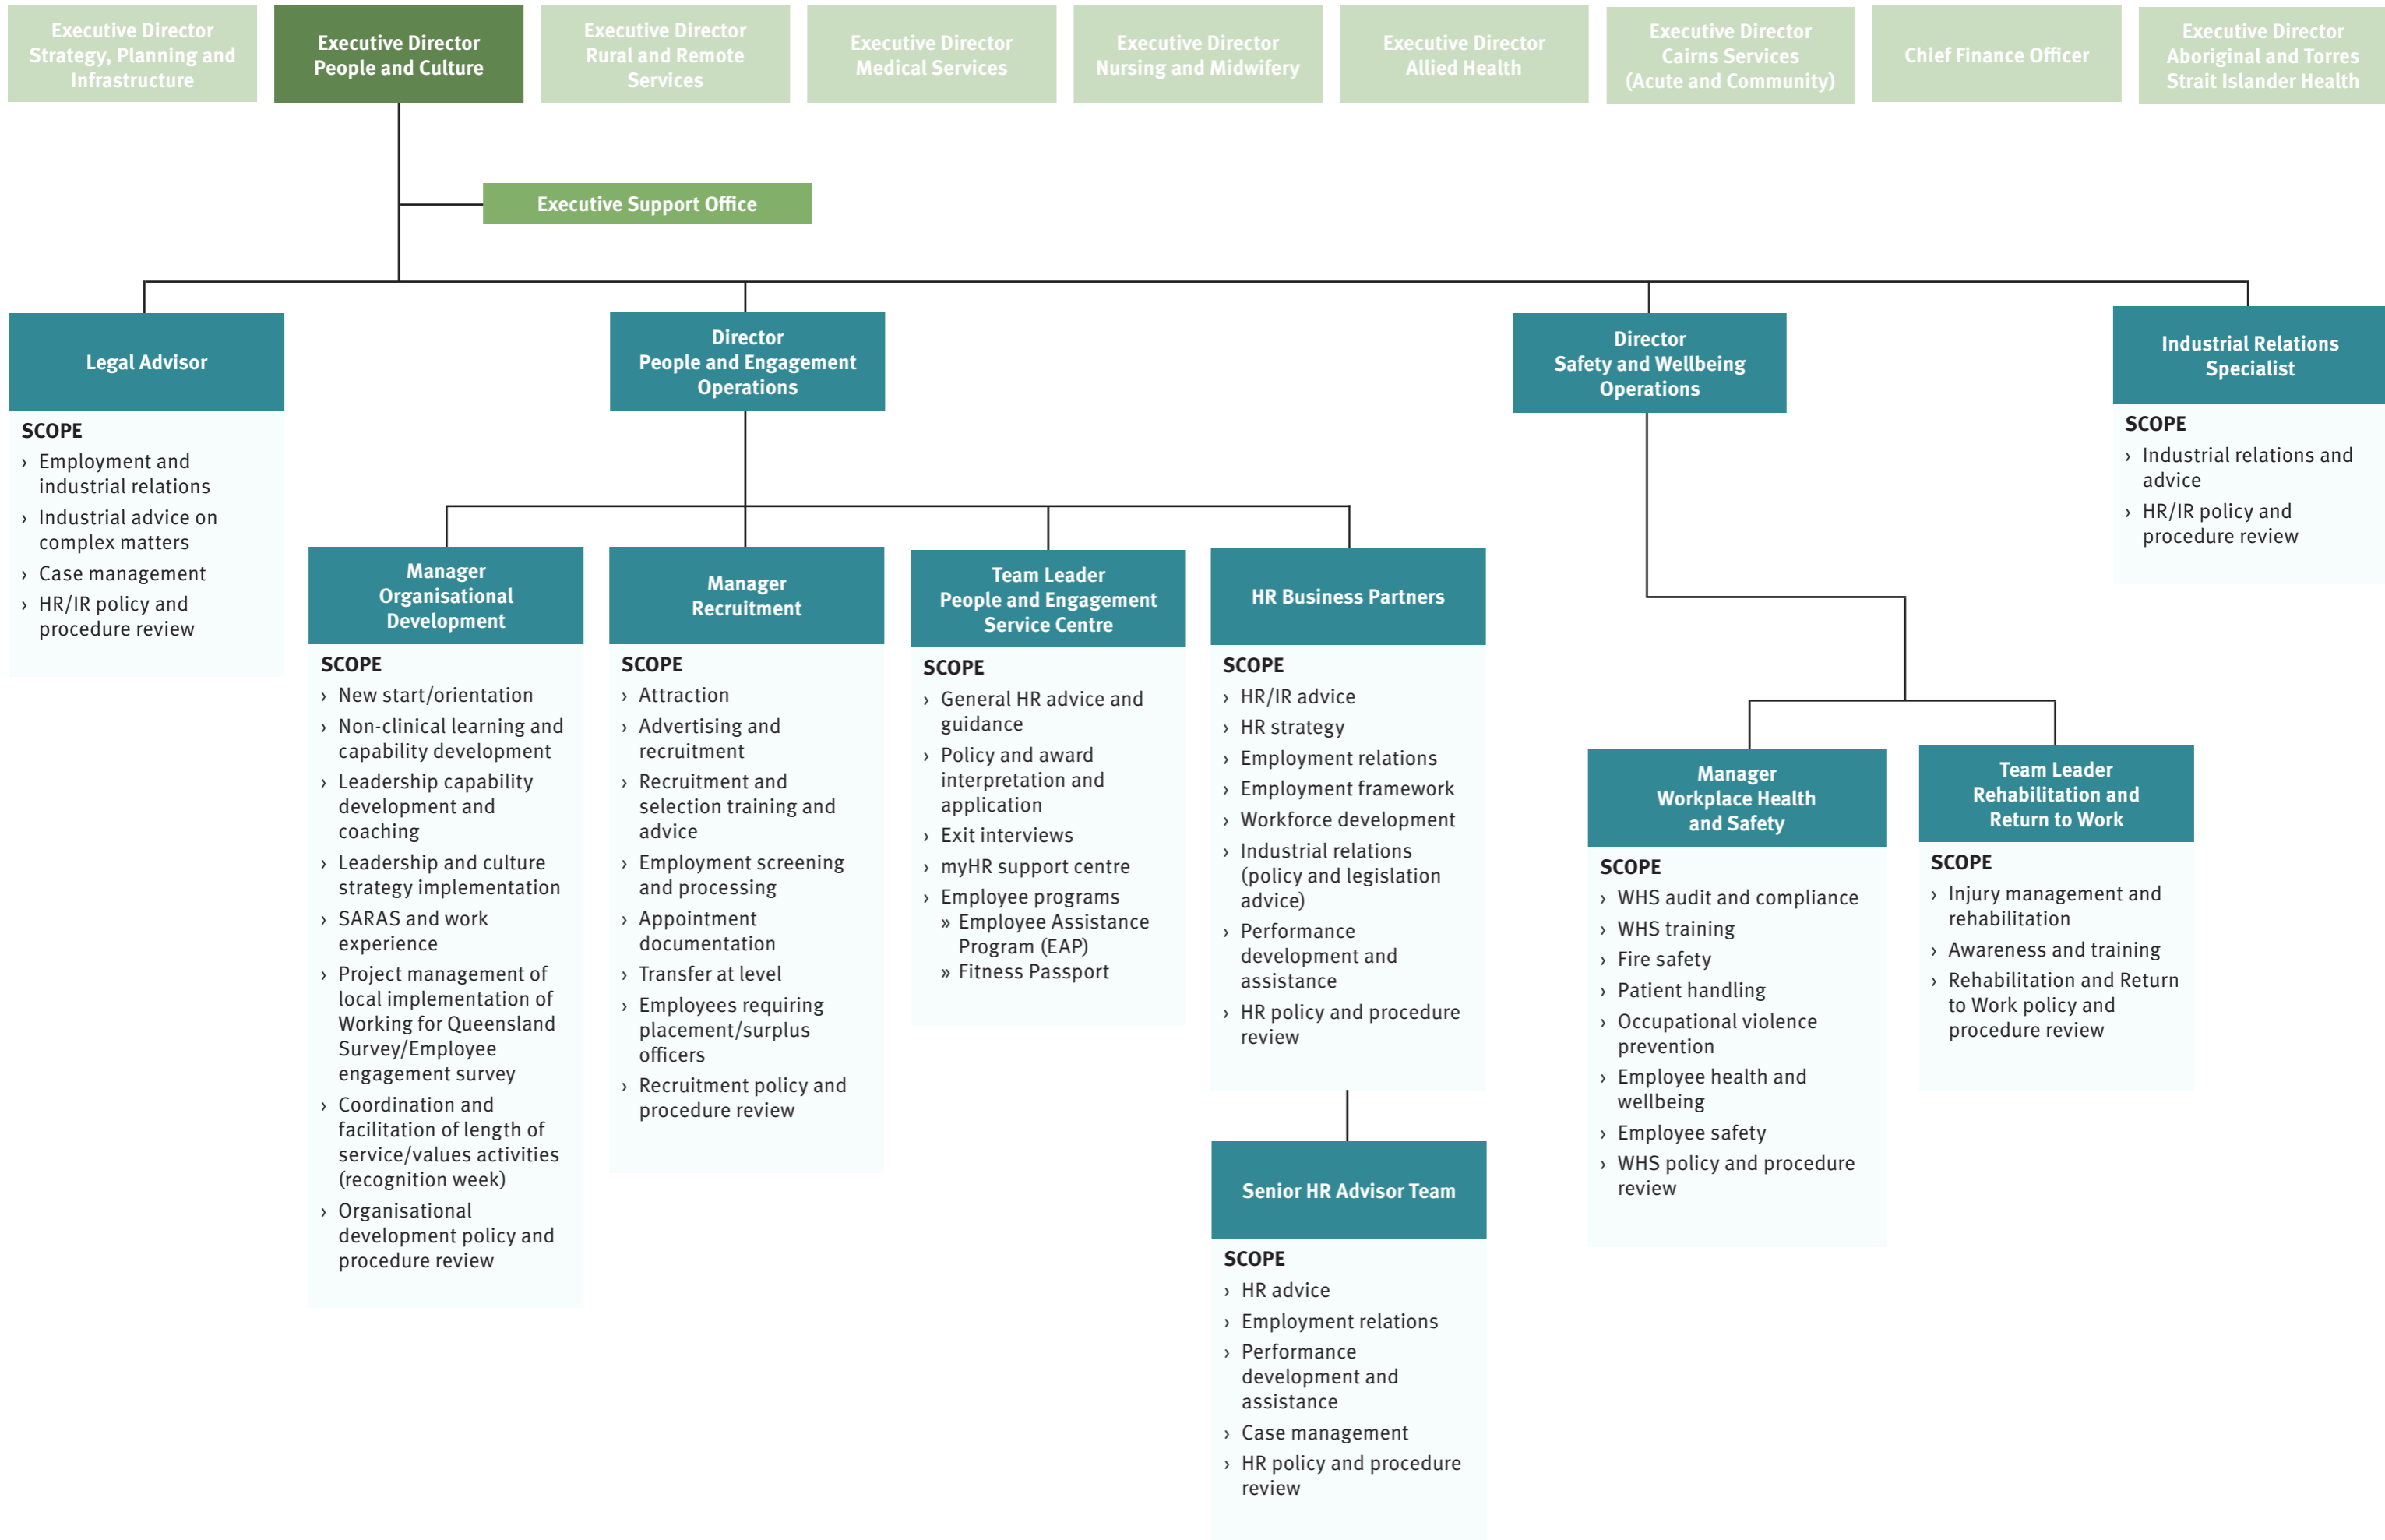 Executive Director
Strategy, Planning and
Infrastructure
Executive Director
People and Culture
Executive Director
Rural and Remote
Services
Executive Director
Medical Services
Executive Director
Nursing and Midwifery
Executive Director
Allied Health
Executive Director
Cairns Services
(Acute and Community)
Chief Finance Officer
Executive Director
Aboriginal and Torres
Strait Islander Health
Executive Support Office
Legal Advisor
SCOPE
› Employment and
industrial relations
› Industrial advice on
complex matters
› Case management
› HR/IR policy and
procedure review
Director
People and Engagement
Operations
Director
Safety and Wellbeing
Operations
Industrial Relations
Specialist
SCOPE
› Industrial relations and
advice
› HR/IR policy and
procedure review
Manager
Organisational
Development
SCOPE
› New start/orientation
› Non-clinical learning and
capability development
› Leadership capability
development and
coaching
› Leadership and culture
strategy implementation
› SARAS and work
experience
› Project management of
local implementation of
Working for Queensland
Survey/Employee
engagement survey
› Coordination and
facilitation of length of
service/values activities
(recognition week)
› Organisational
development policy and
procedure review
Manager
Recruitment
SCOPE
› Attraction
› Advertising and
recruitment
› Recruitment and
selection training and
advice
› Employment screening
and processing
› Appointment
documentation
› Transfer at level
› Employees requiring
placement/surplus
officers
› Recruitment policy and
procedure review
Team Leader
People and Engagement
Service Centre
SCOPE
› General HR advice and
guidance
› Policy and award
interpretation and
application
› Exit interviews
› myHR support centre
› Employee programs
» Employee Assistance
Program (EAP)
» Fitness Passport
HR Business Partners
SCOPE
› HR/IR advice
› HR strategy
› Employment relations
› Employment framework
› Workforce development
› Industrial relations
(policy and legislation
advice)
› Performance
development and
assistance
› HR policy and procedure
review
Senior HR Advisor Team
SCOPE
› HR advice
› Employment relations
› Performance
development and
assistance
› Case management
› HR policy and procedure
review
Manager
Workplace Health
and Safety
SCOPE
› WHS audit and compliance
› WHS training
› Fire safety
› Patient handling
› Occupational violence
prevention
› Employee health and
wellbeing
› Employee safety
› WHS policy and procedure
review
Team Leader
Rehabilitation and
Return to Work
SCOPE
› Injury management and
rehabilitation
› Awareness and training
› Rehabilitation and Return
to Work policy and
procedure review